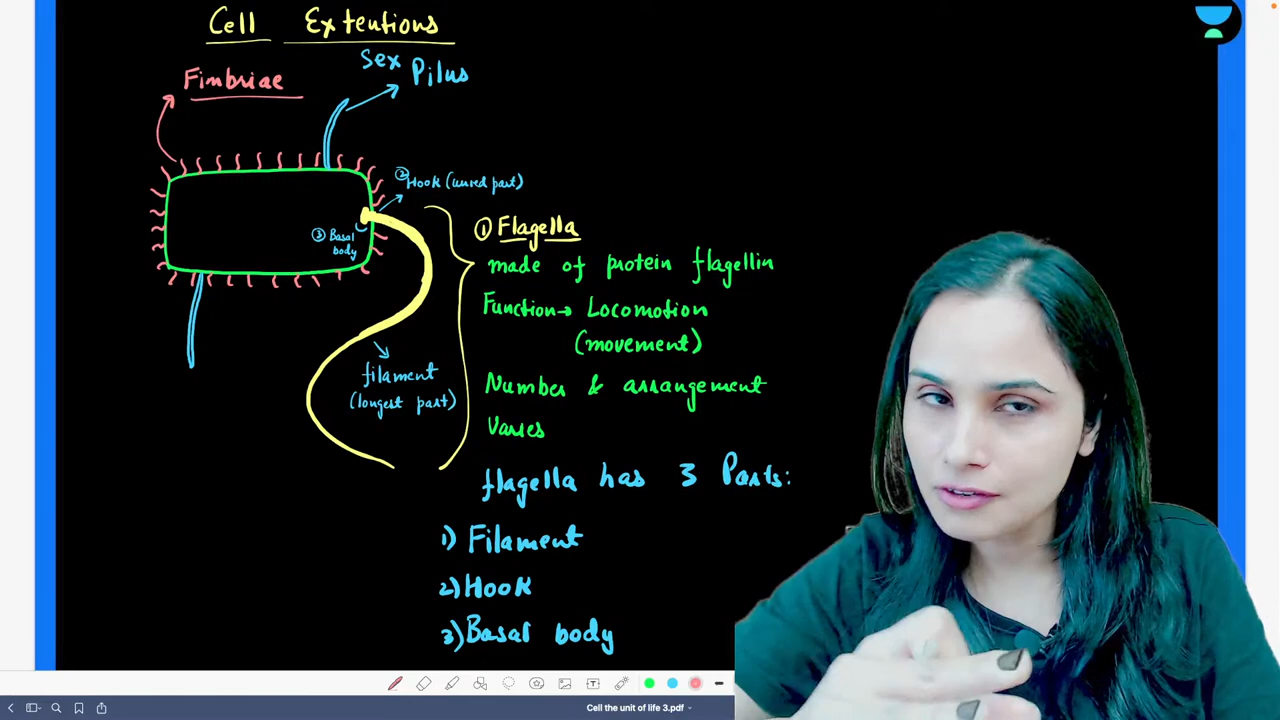 Cell Extentions
Sex
Pilus
Fimbriae
② Hook (curved part)
③ Basal
body
① Flagella
made of protein flagellin
Function → Locomotion
(movement)
filament
(longest part)
Number & arrangement
Varies
flagella has 3 Parts:
1) Filament
2) Hook
3) Basal body
Cell the unit of life 3.pdf